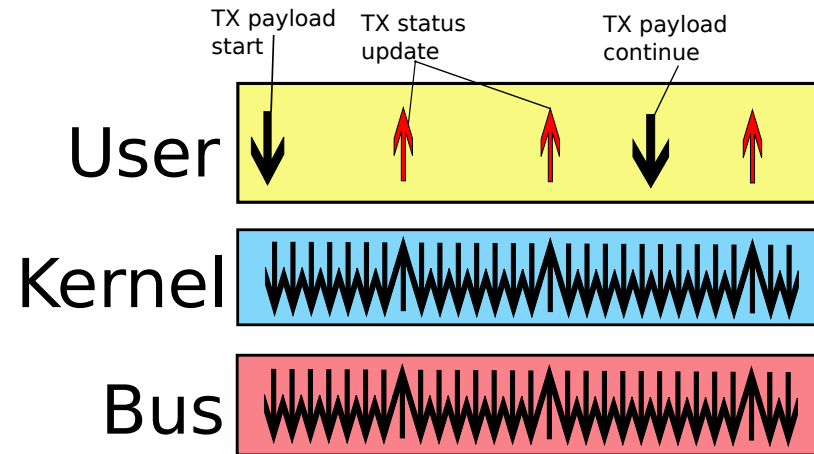 TX payload
start
TX status
update
TX payload
continue
User
Kernel
Bus